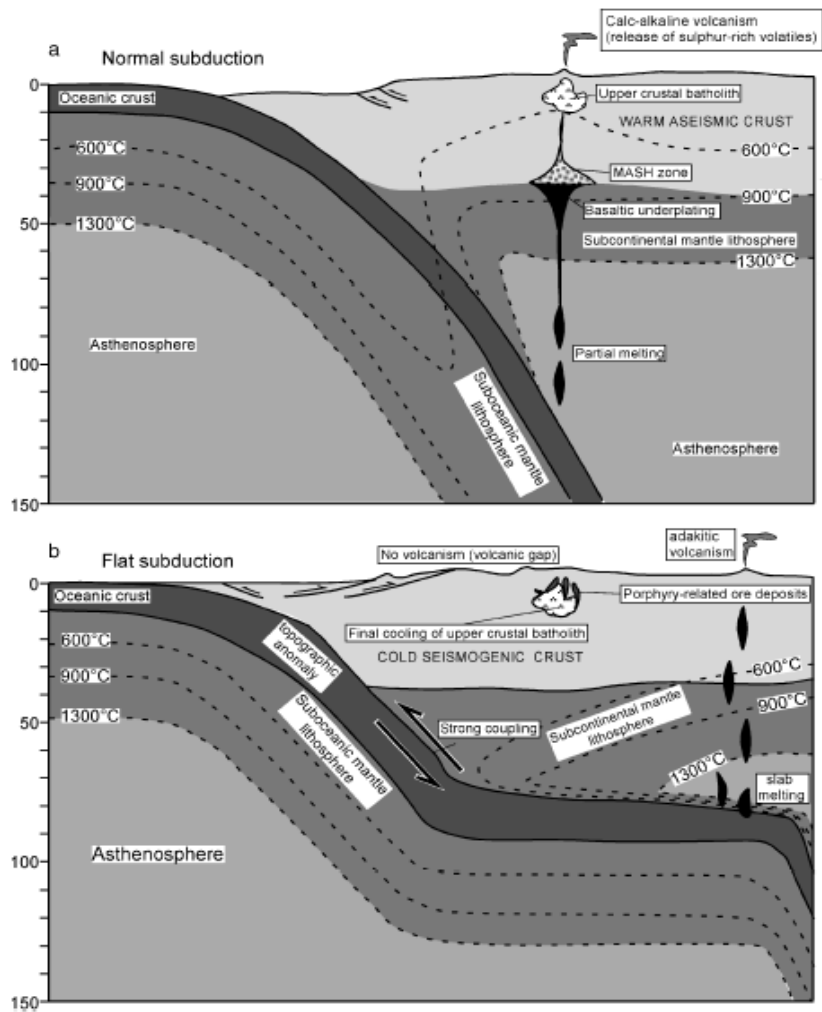 a
Normal subduction
Calc-alkaline volcanism
(release of sulphur-rich volatiles)
0
Oceanic crust
Upper crustal batholith
WARM ASEISMIC CRUST
600°C
600°C
MASH zone
900°C
900°C
Basaltic underplating
50
1300°C
Subcontinental mantle lithosphere
1300°C
Asthenosphere
Partial melting
100
Suboceanic mantle
lithosphere
Asthenosphere
150
b
Flat subduction
No volcanism (volcanic gap)
adakitic
volcanism
0
Oceanic crust
Porphyry-related ore deposits
topographic
anomaly
Final cooling of upper crustal batholith
600°C
COLD SEISMOGENIC CRUST
600°C
900°C
Suboceanic mantle
lithosphere
Subcontinental mantle
lithosphere
900°C
50
1300°C
Strong coupling
1300°C
slab
melting
Asthenosphere
100
150